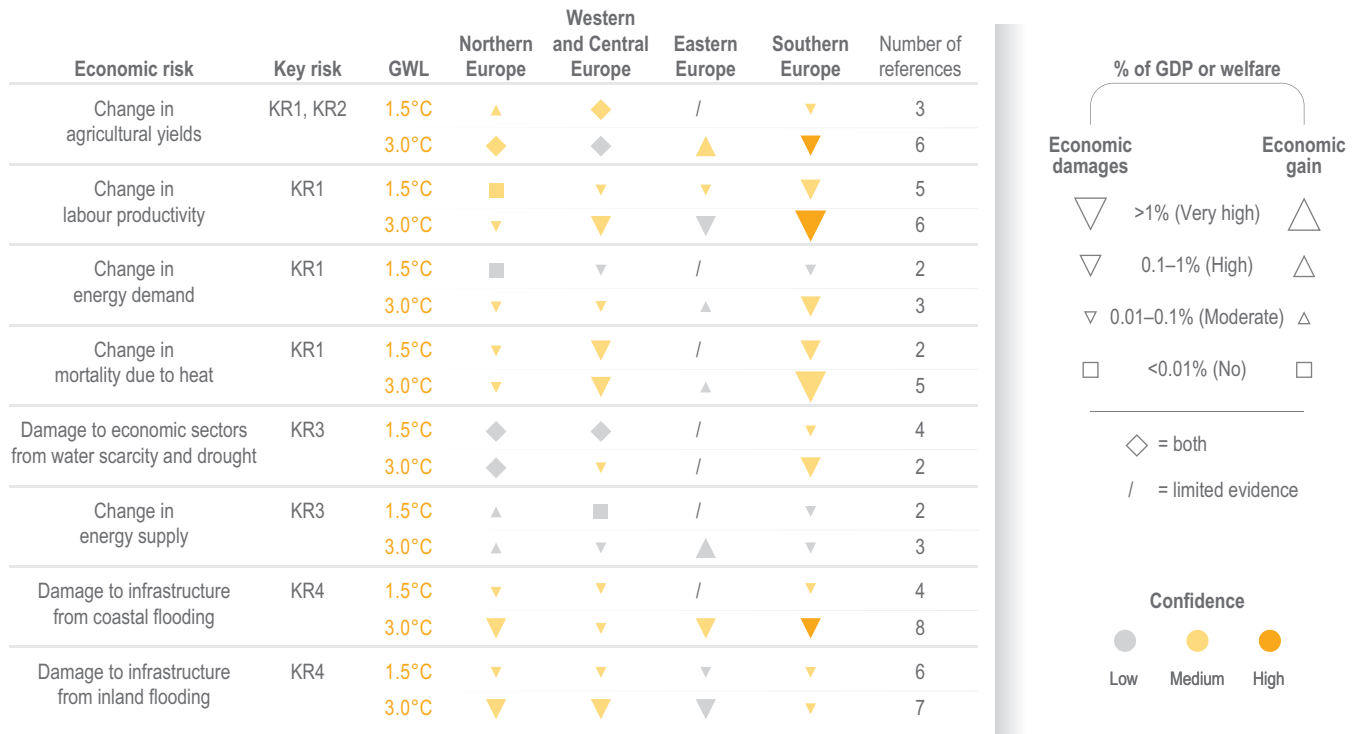 Economic risk Key risk GWL Northern Europe Western and Central Europe Eastern Europe Southern Europe Number of references
Change in agricultural yields KR1, KR2 1.5°C / 3
3.0°C 6
Change in labour productivity KR1 1.5°C 5
3.0°C 6
Change in energy demand KR1 1.5°C / 2
3.0°C 3
Change in mortality due to heat KR1 1.5°C / 2
3.0°C 5
Damage to economic sectors from water scarcity and drought KR3 1.5°C / 4
3.0°C / 2
Change in energy supply KR3 1.5°C / 2
3.0°C 3
Damage to infrastructure from coastal flooding KR4 1.5°C / 4
3.0°C 8
Damage to infrastructure from inland flooding KR4 1.5°C 6
3.0°C 7
% of GDP or welfare
Economic damages
Economic gain
>1% (Very high)
0.1–1% (High)
0.01–0.1% (Moderate)
<0.01% (No)
= both
/ = limited evidence
Confidence
Low Medium High